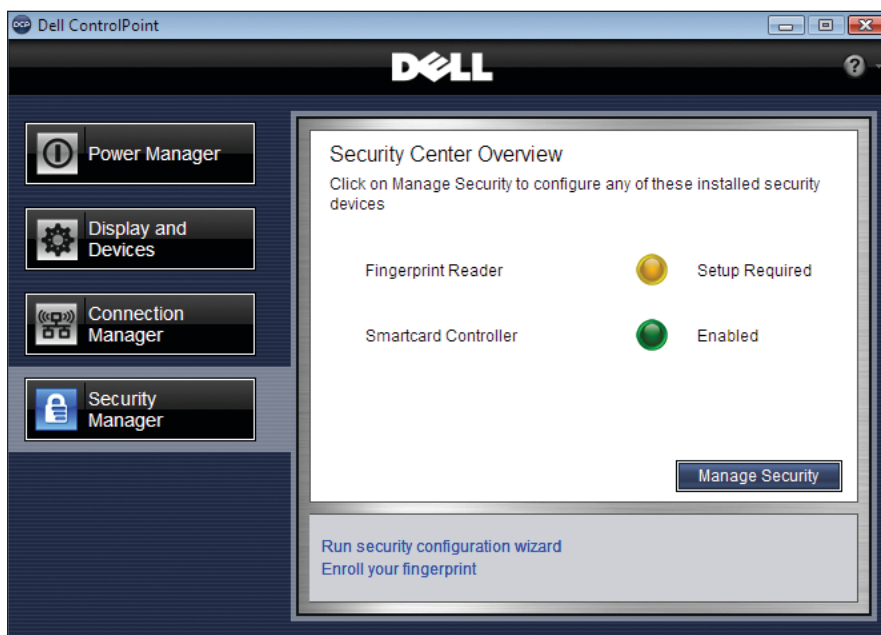 DCP Dell ControlPoint
DELL
?
Power Manager
Display and
Devices
Connection
Manager
Security
Manager
Security Center Overview
Click on Manage Security to configure any of these installed security
devices
Fingerprint Reader Setup Required
Smartcard Controller Enabled
Manage Security
Run security configuration wizard
Enroll your fingerprint